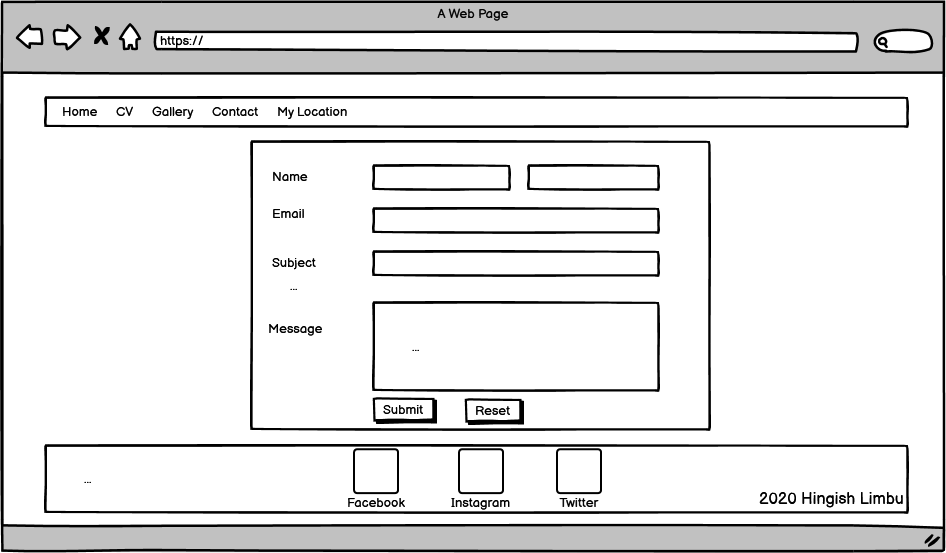 A Web Page
https://
Home CV Gallery Contact My Location
Name
Email
Subject
...
Message
...
Submit Reset
...
Facebook Instagram Twitter
2020 Hingish Limbu